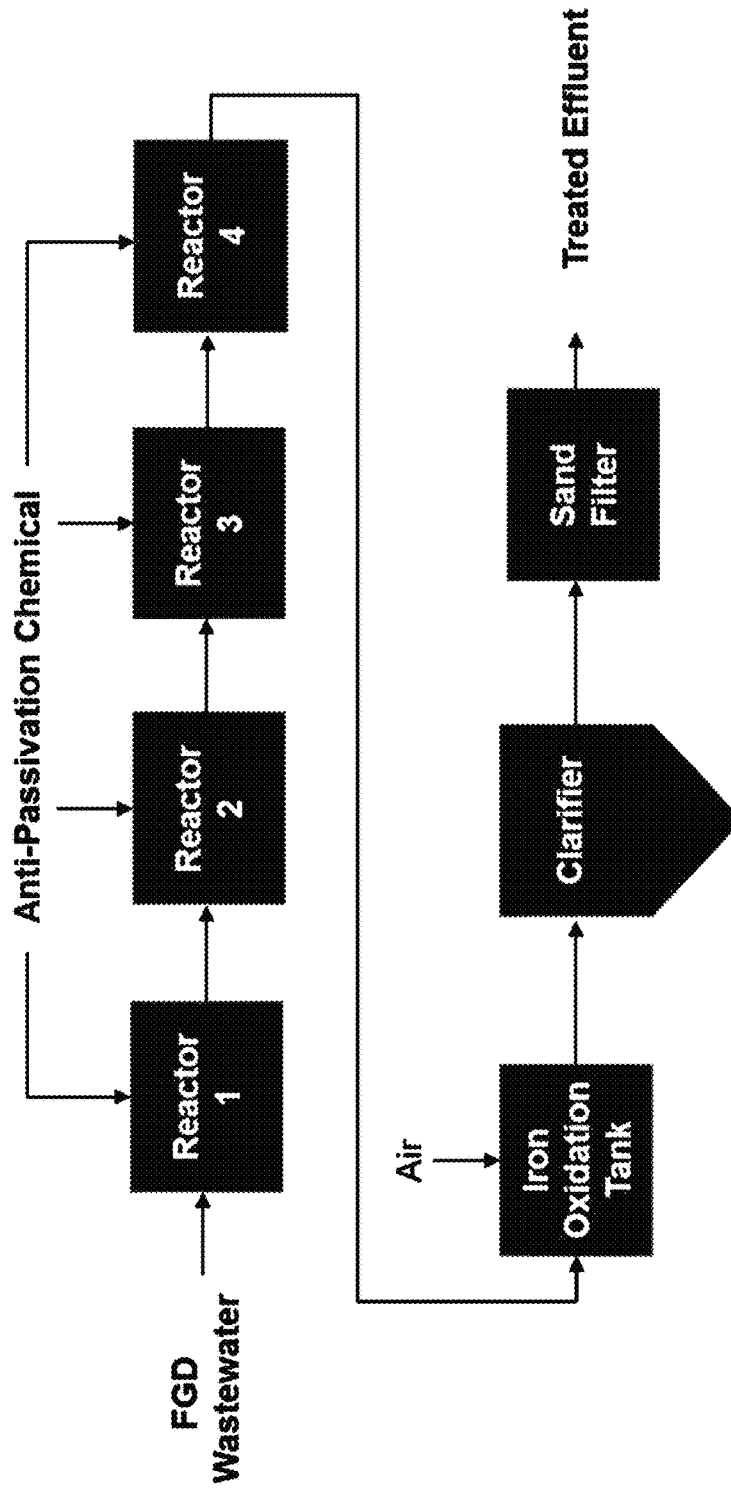 Anti-Passivation Chemical
FGD
Wastewater
Reactor
1
Reactor
2
Reactor
3
Reactor
4
Air
Iron
Oxidation
Tank
Clarifier
Sand
Filter
Treated Effluent